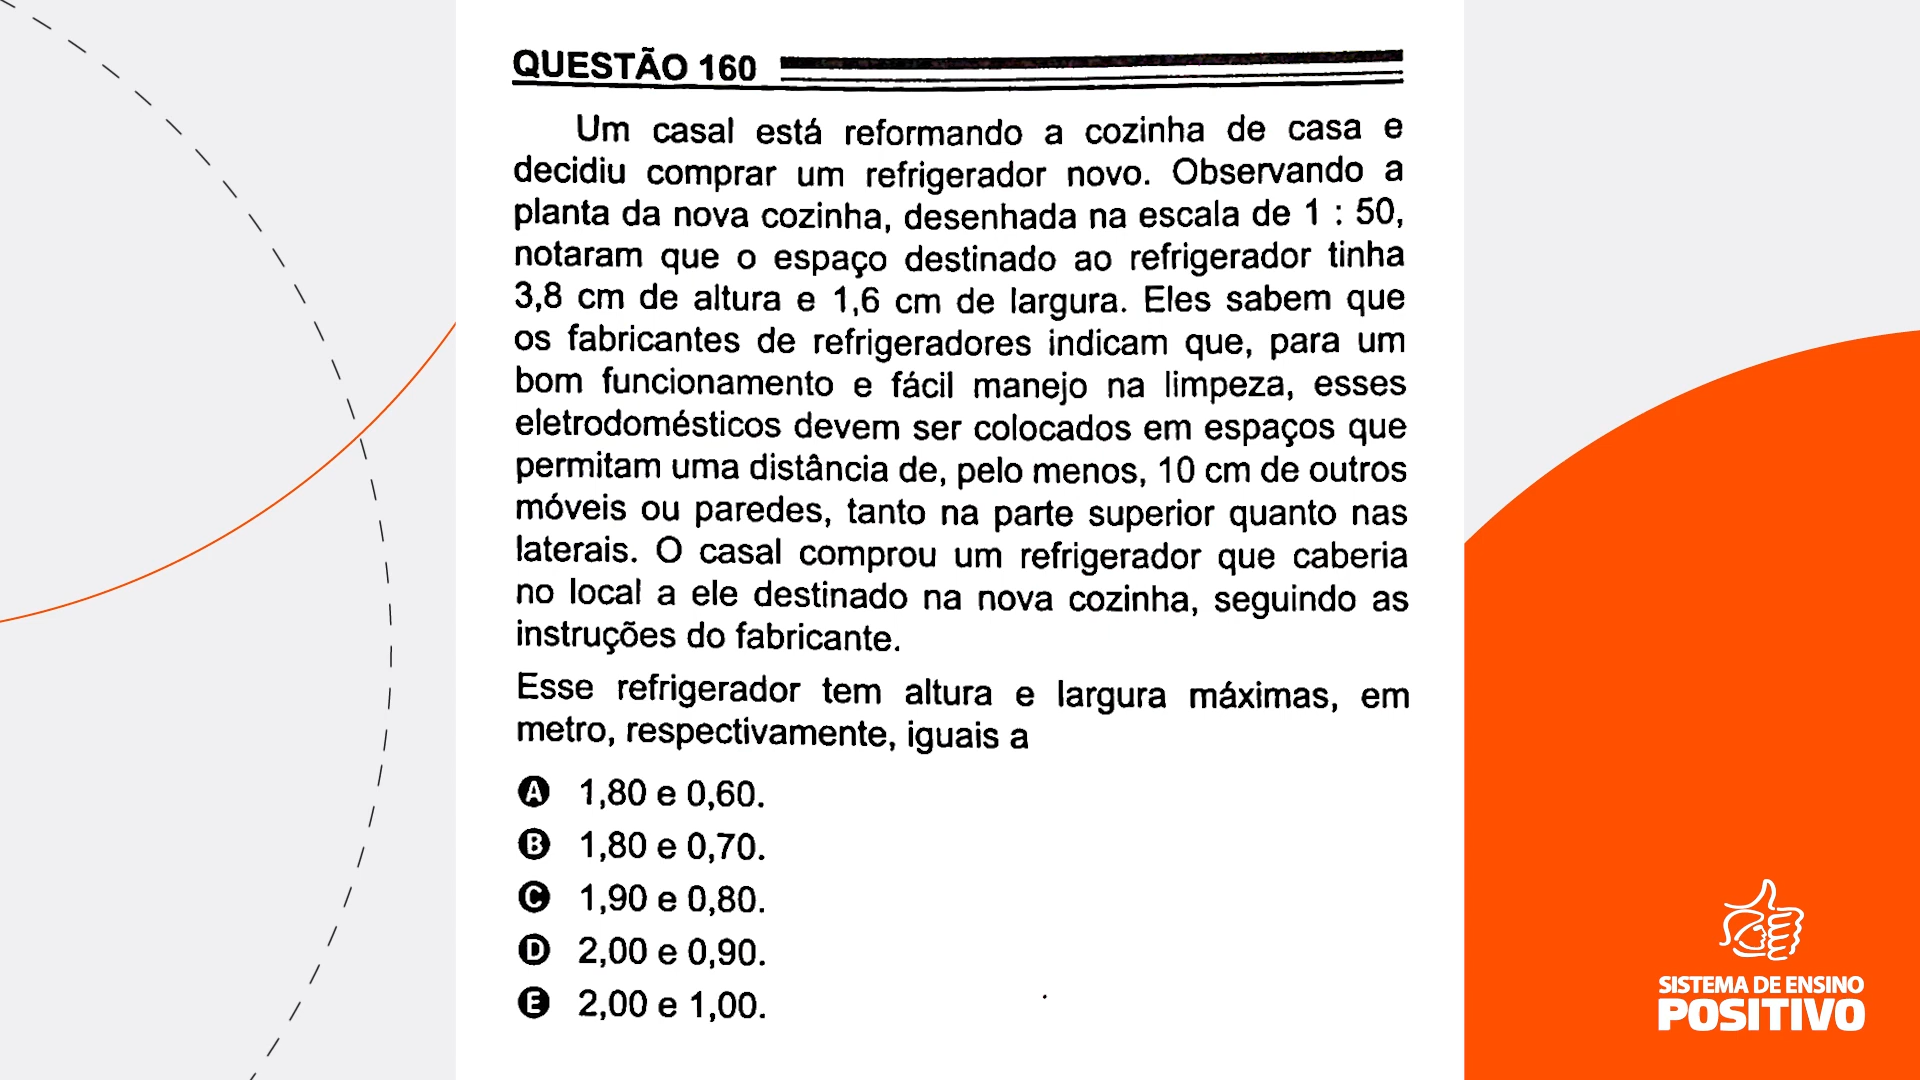 QUESTÃO 160
Um casal está reformando a cozinha de casa e
decidiu comprar um refrigerador novo. Observando a
planta da nova cozinha, desenhada na escala de 1 : 50,
notaram que o espaço destinado ao refrigerador tinha
3,8 cm de altura e 1,6 cm de largura. Eles sabem que
os fabricantes de refrigeradores indicam que, para um
bom funcionamento e fácil manejo na limpeza, esses
eletrodomésticos devem ser colocados em espaços que
permitam uma distância de, pelo menos, 10 cm de outros
móveis ou paredes, tanto na parte superior quanto nas
laterais. O casal comprou um refrigerador que caberia
no local a ele destinado na nova cozinha, seguindo as
instruções do fabricante.
Esse refrigerador tem altura e largura máximas, em
metro, respectivamente, iguais a
A 1,80 e 0,60.
B 1,80 e 0,70.
C 1,90 e 0,80.
D 2,00 e 0,90.
E 2,00 e 1,00.
SISTEMA DE ENSINO
POSITIVO